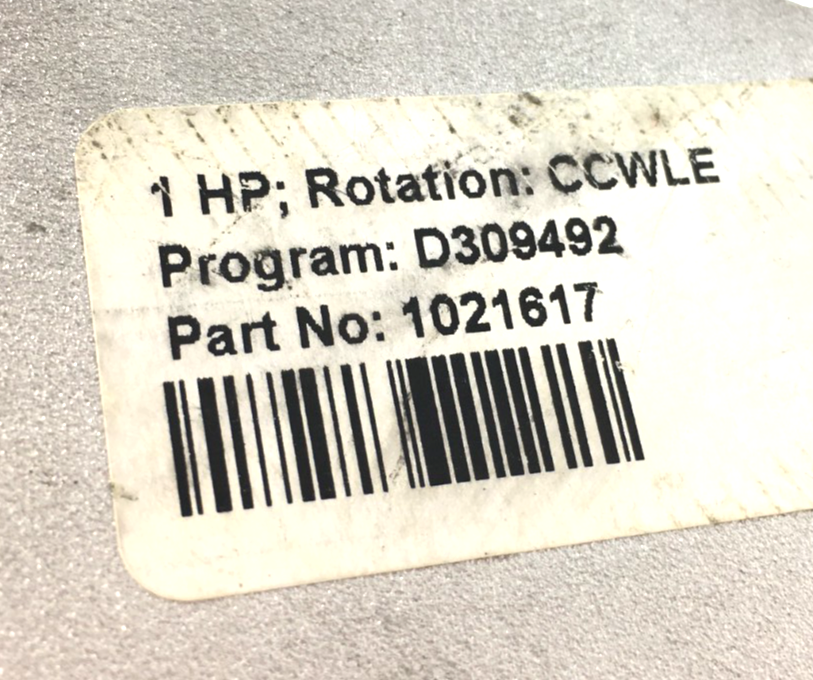 1 HP; Rotation: CCWLE
Program: D309492
Part No: 1021617